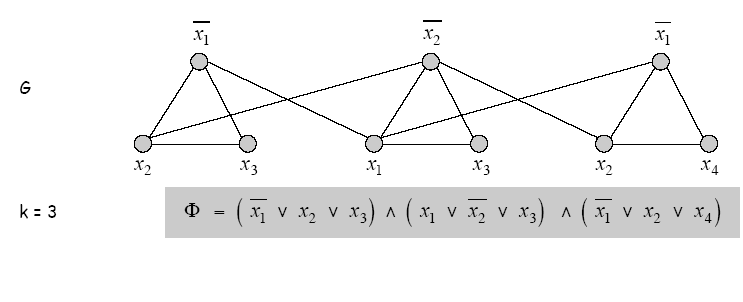 x̅₁ x̅₂ x̅₁
G
x₂ x₃ x₁ x₃ x₂ x₄
k = 3
Φ = ( x̅₁ ∨ x₂ ∨ x₃ ) ∧ ( x₁ ∨ x̅₂ ∨ x₃ ) ∧ ( x̅₁ ∨ x₂ ∨ x₄ )